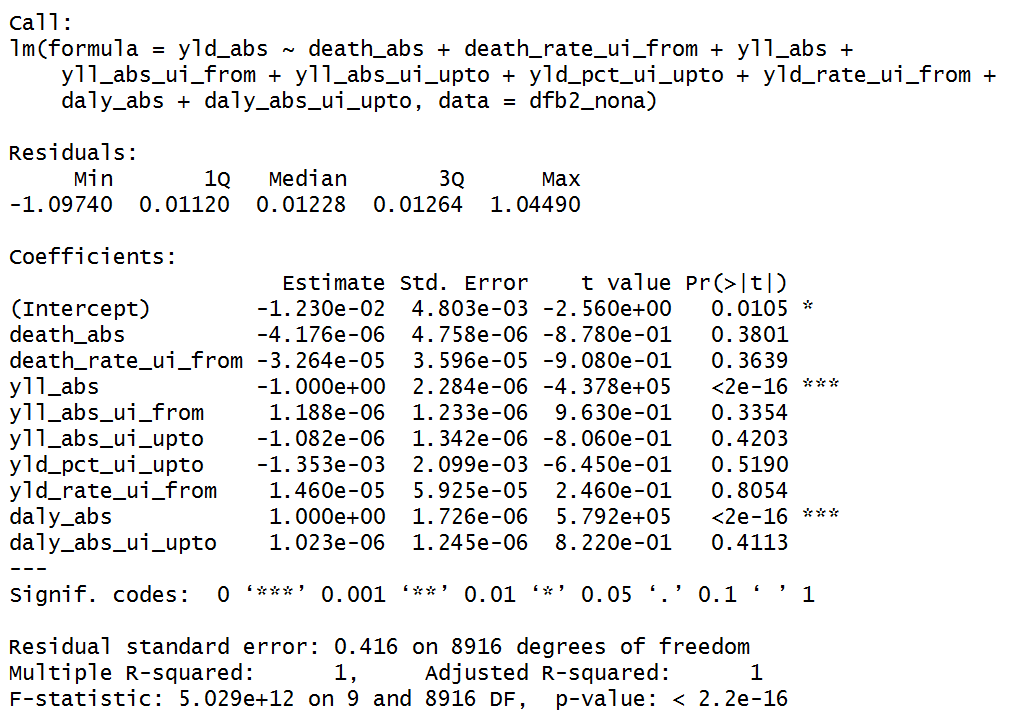 Call:
lm(formula = yld_abs ~ death_abs + death_rate_ui_from + yll_abs +
    yll_abs_ui_from + yll_abs_ui_upto + yld_pct_ui_upto + yld_rate_ui_from +
    daly_abs + daly_abs_ui_upto, data = dfb2_nona)

Residuals:
     Min       1Q   Median       3Q      Max
-1.09740  0.01120  0.01228  0.01264  1.04490

Coefficients:
                     Estimate Std. Error    t value Pr(>|t|)
(Intercept)        -1.230e-02  4.803e-03 -2.560e+00   0.0105 *
death_abs          -4.176e-06  4.758e-06 -8.780e-01   0.3801
death_rate_ui_from -3.264e-05  3.596e-05 -9.080e-01   0.3639
yll_abs            -1.000e+00  2.284e-06 -4.378e+05   <2e-16 ***
yll_abs_ui_from     1.188e-06  1.233e-06  9.630e-01   0.3354
yll_abs_ui_upto    -1.082e-06  1.342e-06 -8.060e-01   0.4203
yld_pct_ui_upto    -1.353e-03  2.099e-03 -6.450e-01   0.5190
yld_rate_ui_from    1.460e-05  5.925e-05  2.460e-01   0.8054
daly_abs            1.000e+00  1.726e-06  5.792e+05   <2e-16 ***
daly_abs_ui_upto    1.023e-06  1.245e-06  8.220e-01   0.4113
---
Signif. codes:  0 ‘***’ 0.001 ‘**’ 0.01 ‘*’ 0.05 ‘.’ 0.1 ‘ ’ 1

Residual standard error: 0.416 on 8916 degrees of freedom
Multiple R-squared:      1,     Adjusted R-squared:      1
F-statistic: 5.029e+12 on 9 and 8916 DF,  p-value: < 2.2e-16